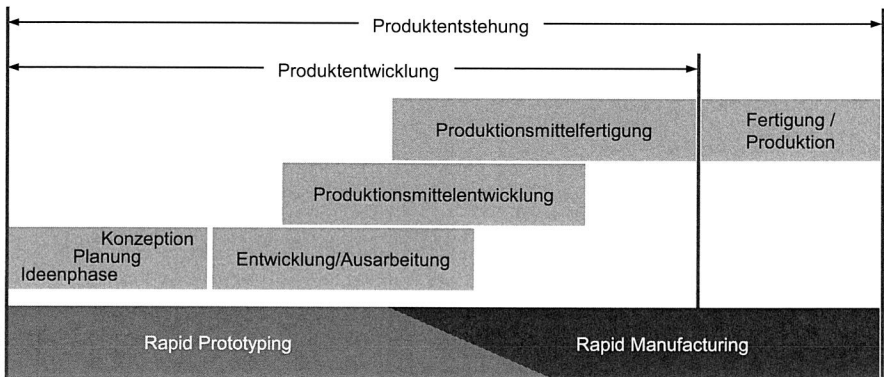 Produktentstehung
Produktentwicklung
Produktionsmittelfertigung
Fertigung /
Produktion
Produktionsmittelentwicklung
Konzeption
Planung
Ideenphase
Entwicklung/Ausarbeitung
Rapid Prototyping
Rapid Manufacturing